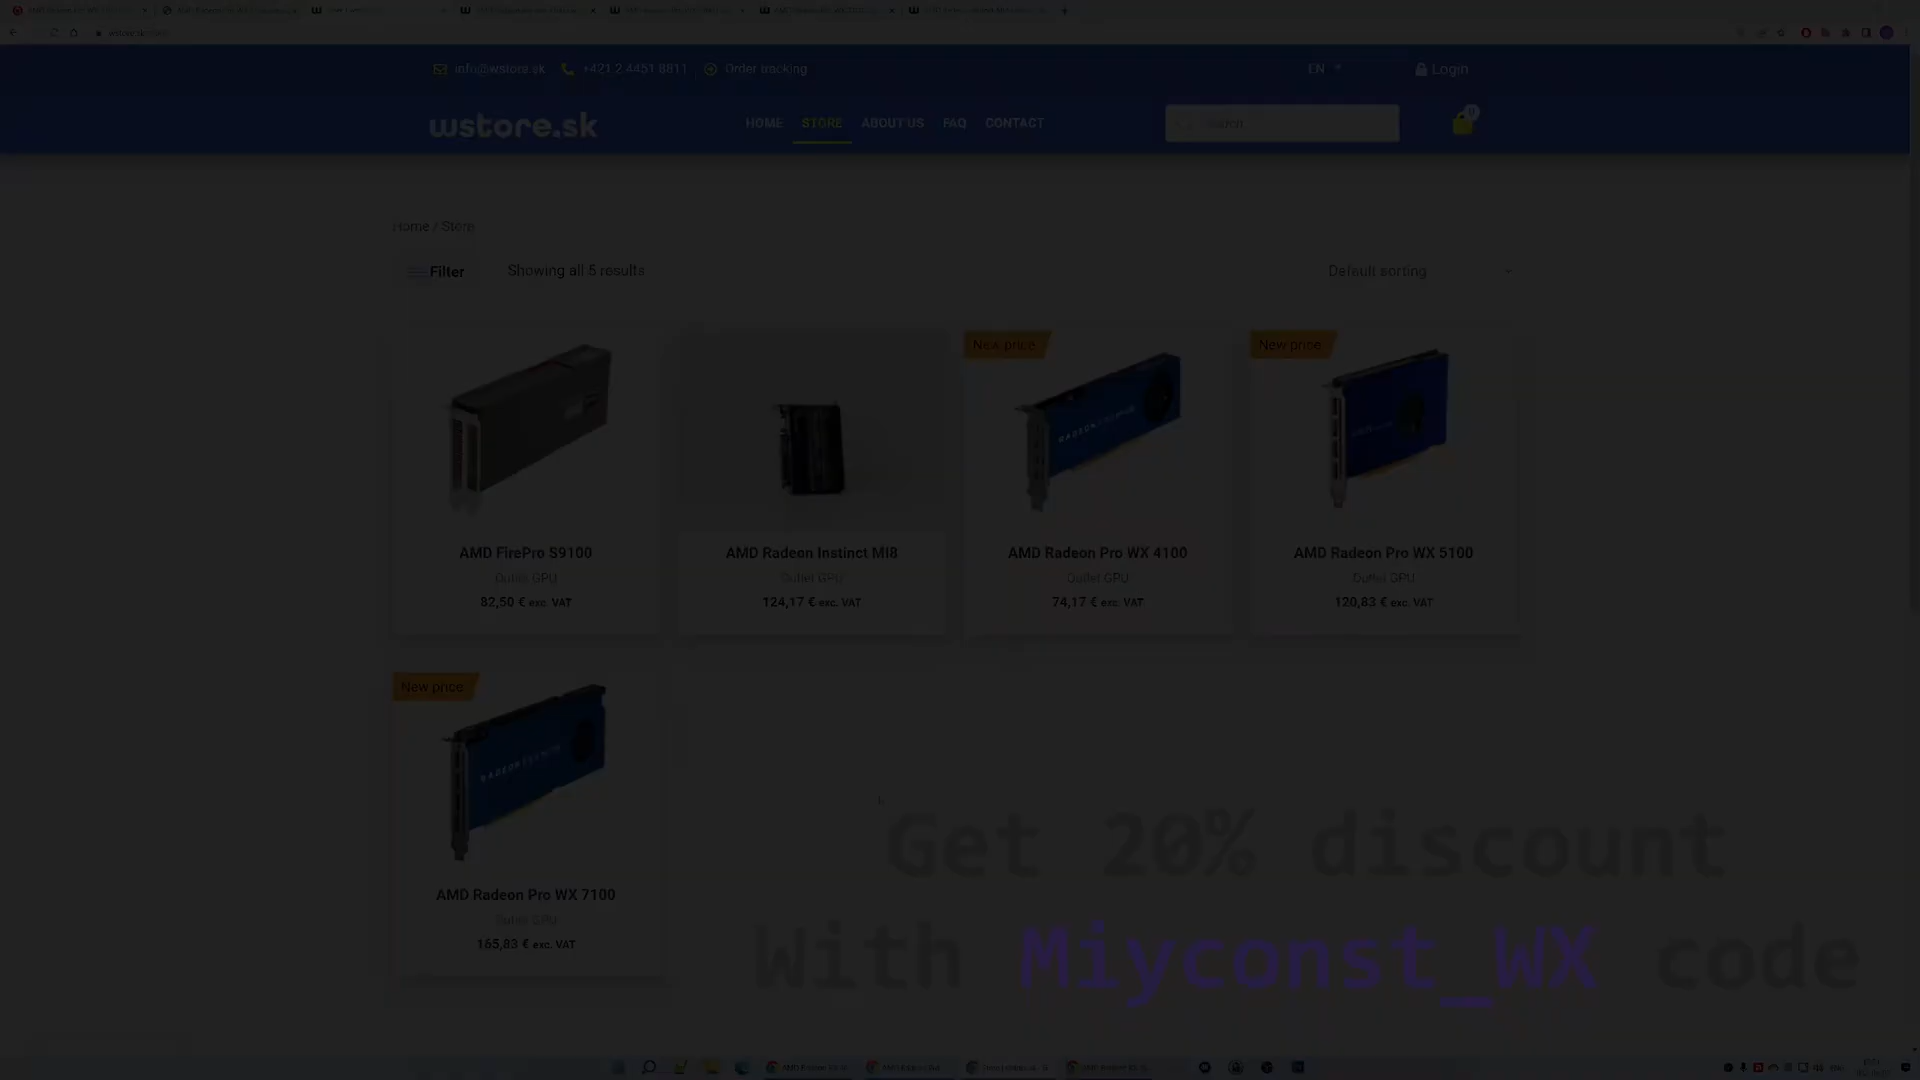 info@wstore.sk
+421 2 4451 8811
Order tracking
EN
Login
wstore.sk
HOME
STORE
ABOUT US
FAQ
CONTACT
Search
0
Home / Store
Filter
Showing all 5 results
Default sorting
New price
New price
AMD FirePro S9100
AMD Radeon Instinct MI8
AMD Radeon Pro WX 4100
AMD Radeon Pro WX 5100
Outlet GPU
Outlet GPU
Outlet GPU
Outlet GPU
82,50 € exc. VAT
124,17 € exc. VAT
74,17 € exc. VAT
120,83 € exc. VAT
New price
AMD Radeon Pro WX 7100
Outlet GPU
165,83 € exc. VAT
Get 20% discount
With Miyconst_WX code